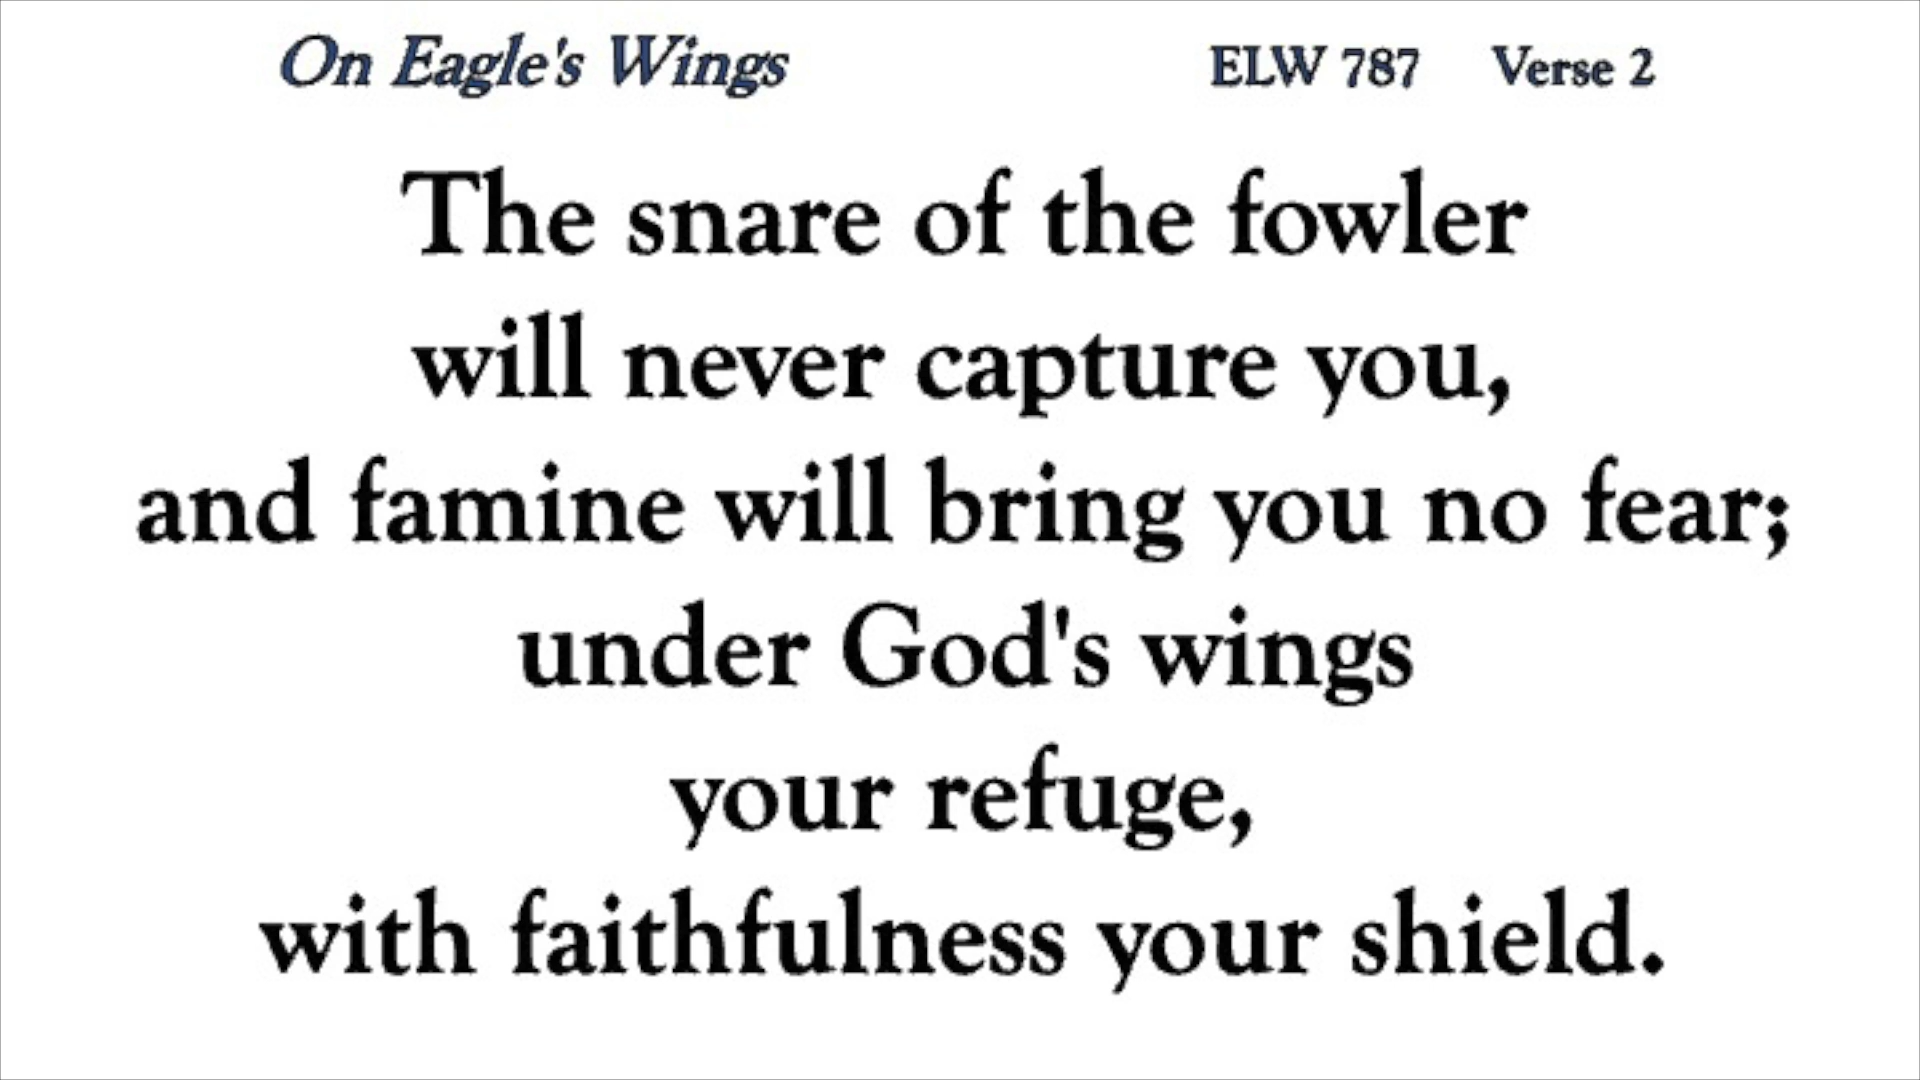 On Eagle's Wings ELW 787 Verse 2
The snare of the fowler
will never capture you,
and famine will bring you no fear;
under God's wings
your refuge,
with faithfulness your shield.